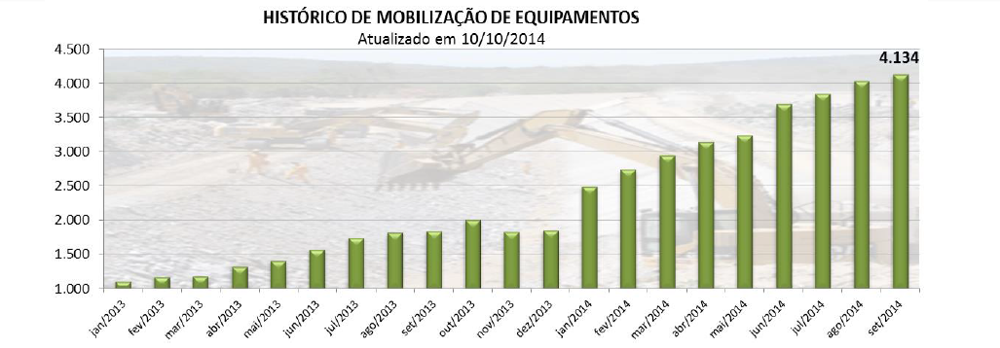 HISTÓRICO DE MOBILIZAÇÃO DE EQUIPAMENTOS
Atualizado em 10/10/2014
4.500
4.134
4.000
3.500
3.000
2.500
2.000
1.500
1.000
jan/2013
fev/2013
mar/2013
abr/2013
mai/2013
jun/2013
jul/2013
ago/2013
set/2013
out/2013
nov/2013
dez/2013
jan/2014
fev/2014
mar/2014
abr/2014
mai/2014
jun/2014
jul/2014
ago/2014
set/2014